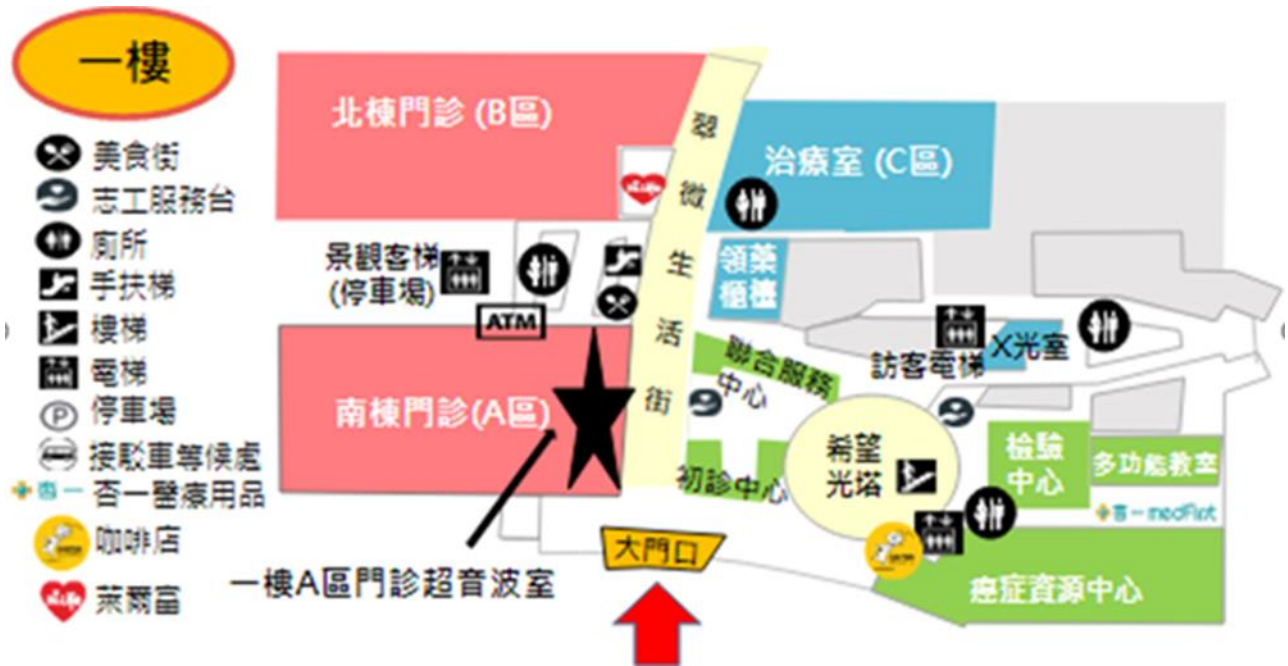 一樓
美食街
志工服務台
廁所
手扶梯
樓梯
電梯
P
停車場
接駁車等候處
杏一
杏一醫療用品
咖啡店
萊爾富
北棟門診 (B區)
翠微生活街
治療室 (C區)
景觀客梯
(停車場)
ATM
領藥
櫃檯
聯合服務
中心
訪客電梯
X光室
南棟門診(A區)
初診中心
希望
光塔
檢驗
中心
多功能教室
杏一 medFirst
大門口
一樓A區門診超音波室
癌症資源中心